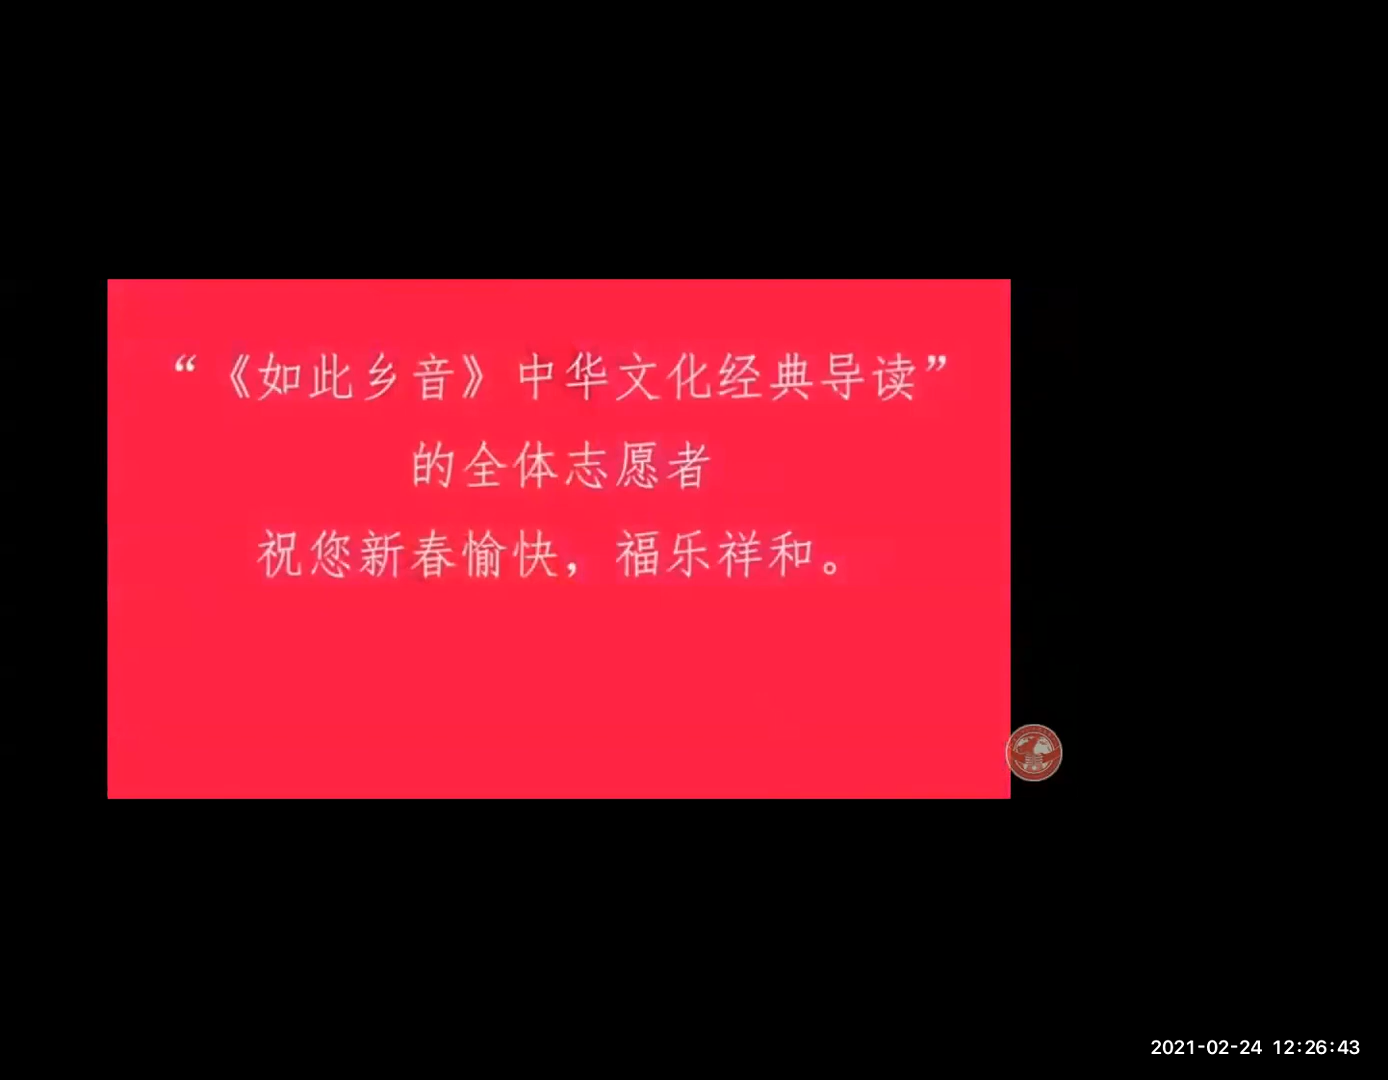 “《如此乡音》中华文化经典导读”
的全体志愿者
祝您新春愉快，福乐祥和。
2021-02-24 12:26:43